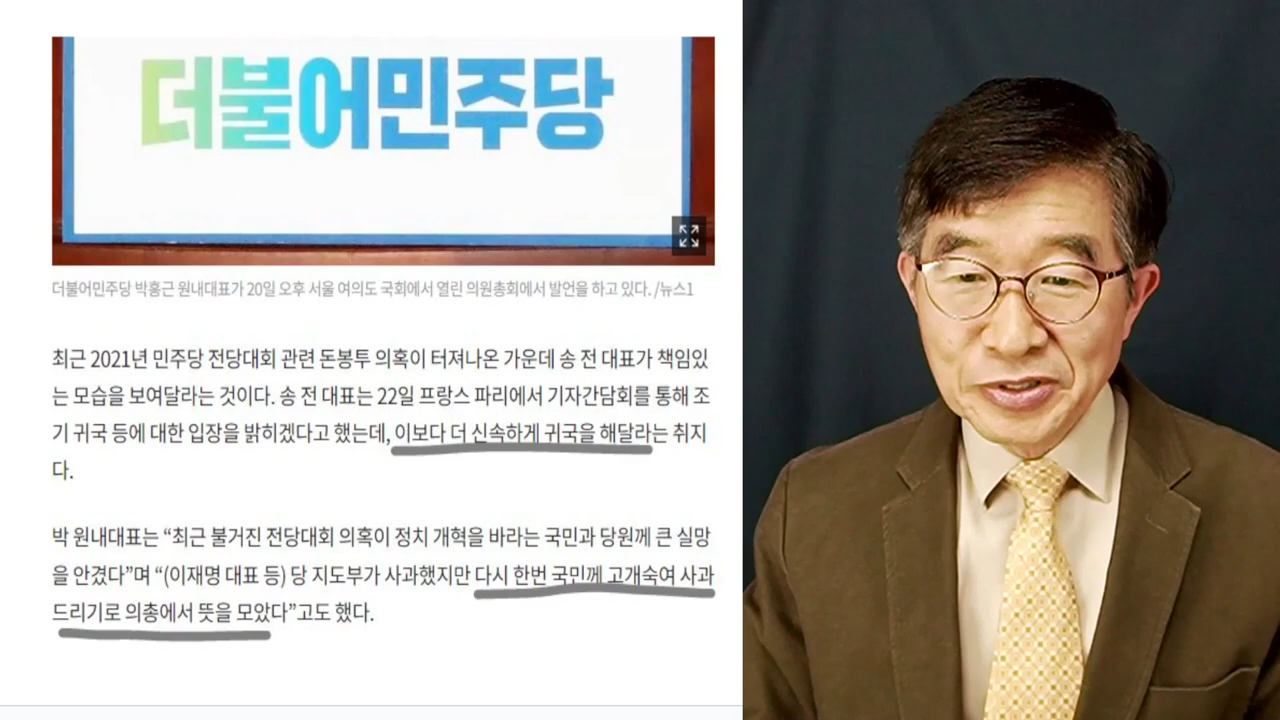 더불어민주당
더불어민주당 박홍근 원내대표가 20일 오후 서울 여의도 국회에서 열린 의원총회에서 발언을 하고 있다. /뉴스1
최근 2021년 민주당 전당대회 관련 돈봉투 의혹이 터져나온 가운데 송 전 대표가 책임있
는 모습을 보여달라는 것이다. 송 전 대표는 22일 프랑스 파리에서 기자간담회를 통해 조
기 귀국 등에 대한 입장을 밝히겠다고 했는데, 이보다 더 신속하게 귀국을 해달라는 취지
다.
박 원내대표는 “최근 불거진 전당대회 의혹이 정치 개혁을 바라는 국민과 당원께 큰 실망
을 안겼다”며 “(이재명 대표 등) 당 지도부가 사과했지만 다시 한번 국민께 고개숙여 사과
드리기로 의총에서 뜻을 모았다”고도 했다.